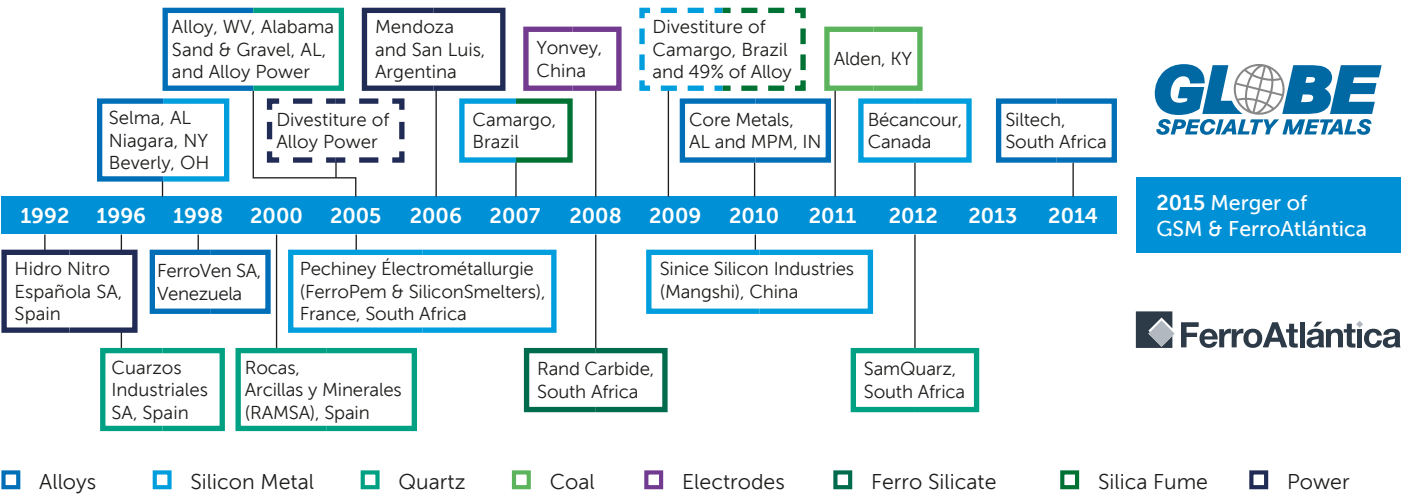 Alloy, WV, Alabama
Sand & Gravel, AL,
and Alloy Power
Mendoza
and San Luis,
Argentina
Yonvey,
China
Divestiture of
Camargo, Brazil
and 49% of Alloy
Alden, KY
Selma, AL
Niagara, NY
Beverly, OH
Divestiture of
Alloy Power
Camargo,
Brazil
Core Metals,
AL and MPM, IN
Bécancour,
Canada
Siltech,
South Africa
GLOBE
SPECIALTY METALS
1992 1996 1998 2000 2005 2006 2007 2008 2009 2010 2011 2012 2013 2014
2015 Merger of
GSM & FerroAtlántica
Hidro Nitro
Española SA,
Spain
FerroVen SA,
Venezuela
Pechiney Électrométallurgie
(FerroPem & SiliconSmelters),
France, South Africa
Sinice Silicon Industries
(Mangshi), China
FerroAtlántica
Cuarzos
Industriales
SA, Spain
Rocas,
Arcillas y Minerales
(RAMSA), Spain
Rand Carbide,
South Africa
SamQuarz,
South Africa
Alloys Silicon Metal Quartz Coal Electrodes Ferro Silicate Silica Fume Power